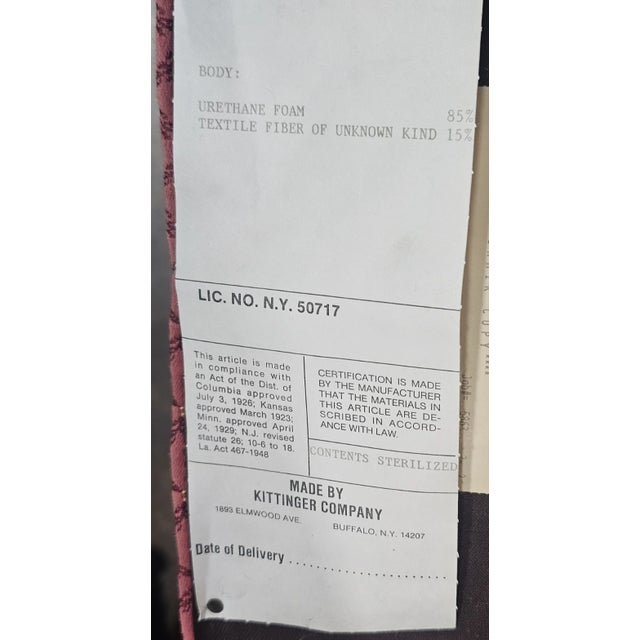 BODY:
URETHANE FOAM 85%
TEXTILE FIBER OF UNKNOWN KIND 15%
LIC. NO. N.Y. 50717
This article is made
in compliance with
an Act of the Dist. of
Columbia approved
July 3, 1926; Kansas
approved March 1923;
Minn. approved April
24, 1929; N.J. revised
statute 26; 10-6 to 18.
La. Act 467-1948
CERTIFICATION IS MADE
BY THE MANUFACTURER
THAT THE MATERIALS IN
THIS ARTICLE ARE DE-
SCRIBED IN ACCORD-
ANCE WITH LAW.
CONTENTS STERILIZED
MADE BY
KITTINGER COMPANY
1893 ELMWOOD AVE. BUFFALO, N.Y. 14207
Date of Delivery ......................
COPY ****